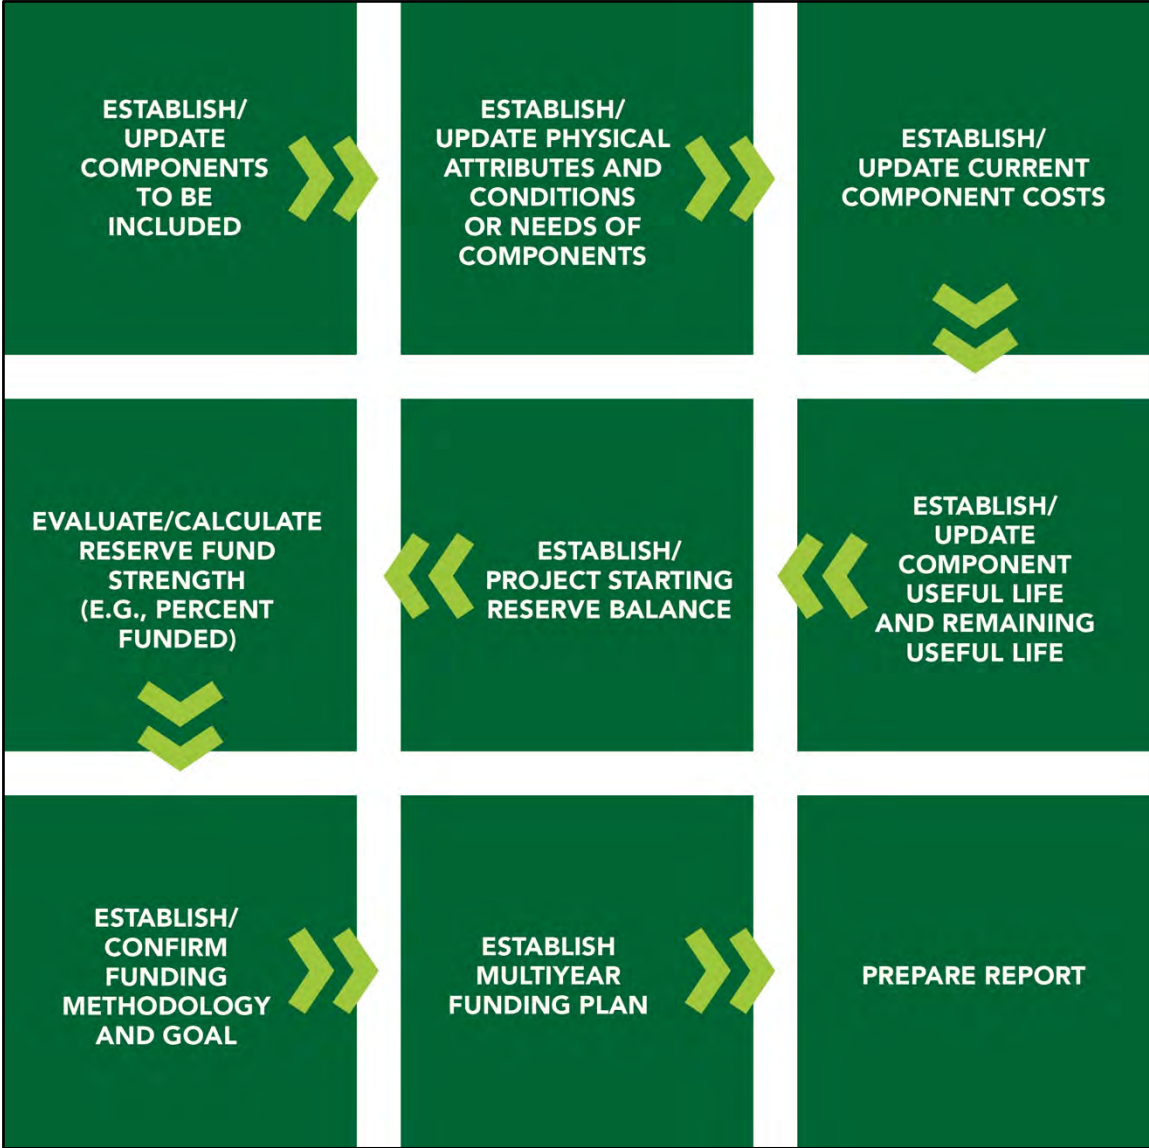 ESTABLISH/
UPDATE
COMPONENTS
TO BE
INCLUDED
ESTABLISH/
UPDATE PHYSICAL
ATTRIBUTES AND
CONDITIONS
OR NEEDS OF
COMPONENTS
ESTABLISH/
UPDATE CURRENT
COMPONENT COSTS
ESTABLISH/
UPDATE
COMPONENT
USEFUL LIFE
AND REMAINING
USEFUL LIFE
ESTABLISH/
PROJECT STARTING
RESERVE BALANCE
EVALUATE/CALCULATE
RESERVE FUND
STRENGTH
(E.G., PERCENT
FUNDED)
ESTABLISH/
CONFIRM
FUNDING
METHODOLOGY
AND GOAL
ESTABLISH
MULTIYEAR
FUNDING PLAN
PREPARE REPORT